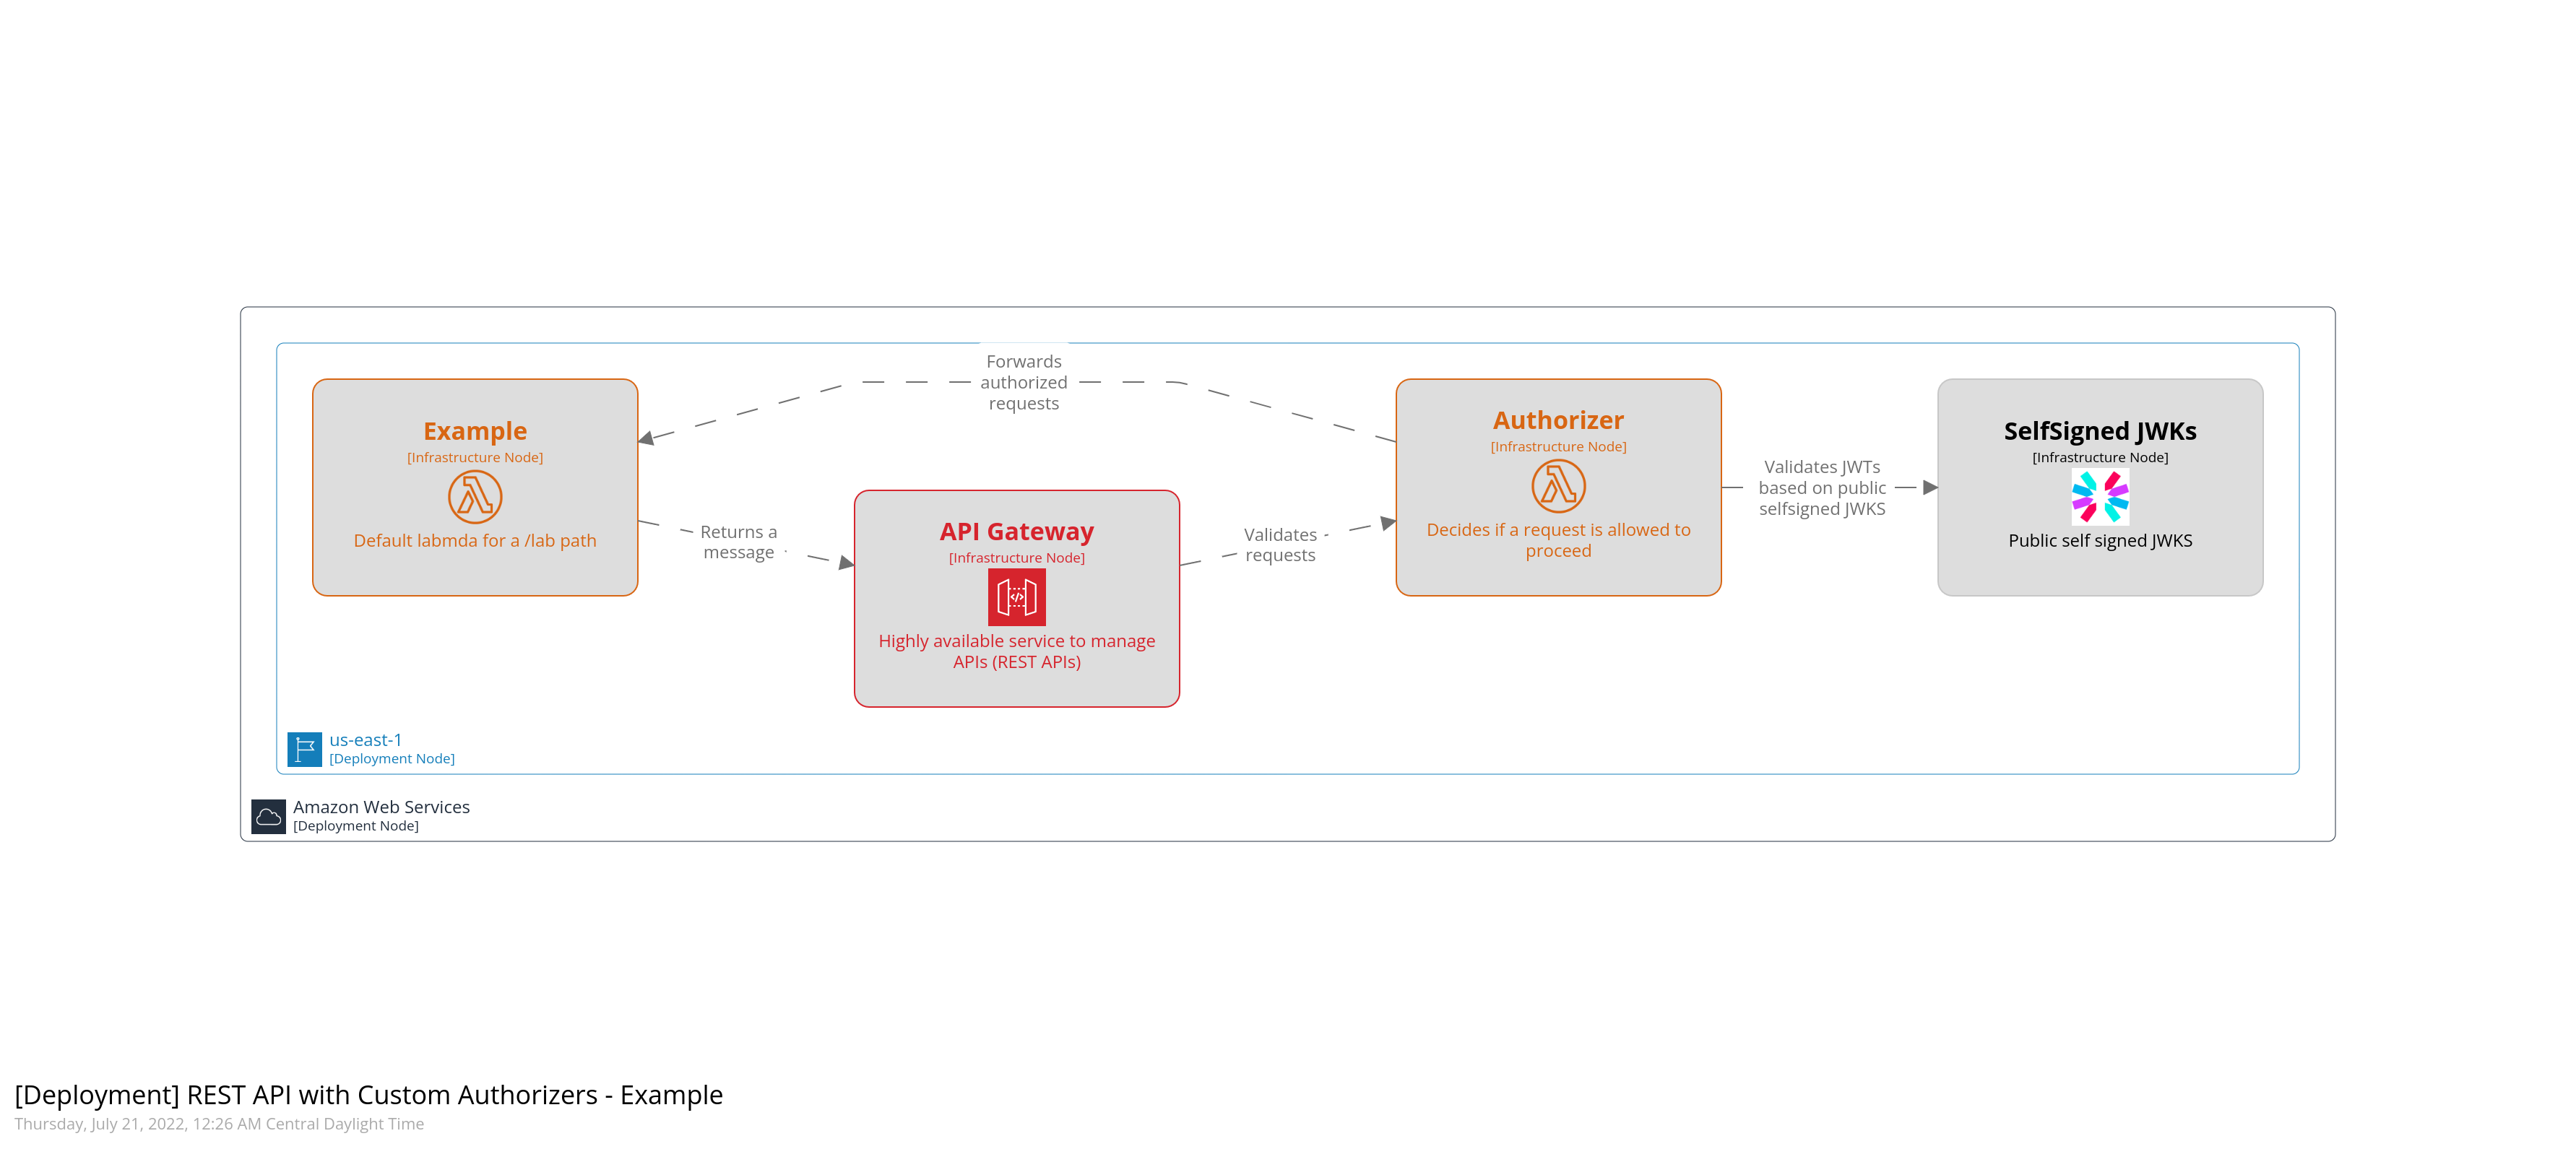 Forwards
authorized
requests
Example
[Infrastructure Node]
Default labmda for a /lab path
Returns a
message
API Gateway
[Infrastructure Node]
Highly available service to manage
APIs (REST APIs)
Validates
requests
Authorizer
[Infrastructure Node]
Decides if a request is allowed to
proceed
Validates JWTs
based on public
selfsigned JWKS
SelfSigned JWKs
[Infrastructure Node]
Public self signed JWKS
us-east-1
[Deployment Node]
Amazon Web Services
[Deployment Node]
[Deployment] REST API with Custom Authorizers - Example
Thursday, July 21, 2022, 12:26 AM Central Daylight Time